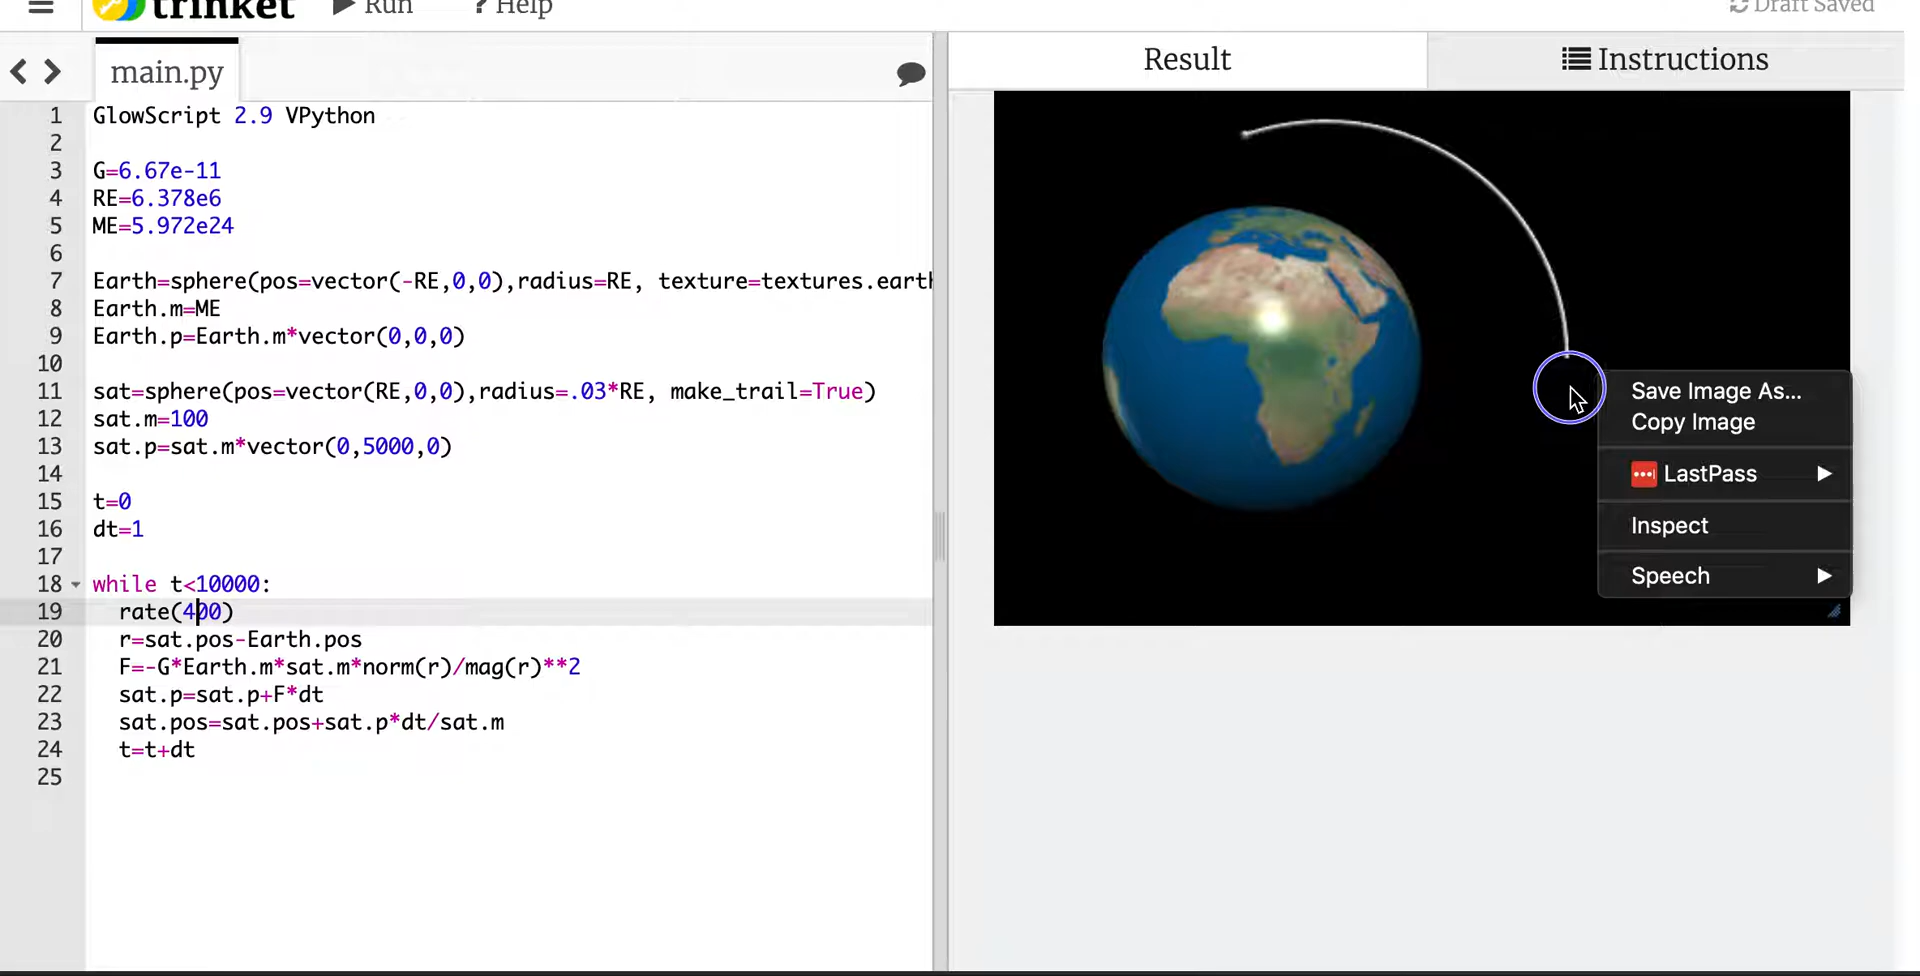 trinket
Run
? Help
Draft Saved
main.py
Result
Instructions
1 GlowScript 2.9 VPython
2
3 G=6.67e-11
4 RE=6.378e6
5 ME=5.972e24
6
7 Earth=sphere(pos=vector(-RE,0,0),radius=RE, texture=textures.earth
8 Earth.m=ME
9 Earth.p=Earth.m*vector(0,0,0)
10
11 sat=sphere(pos=vector(RE,0,0),radius=.03*RE, make_trail=True)
12 sat.m=100
13 sat.p=sat.m*vector(0,5000,0)
14
15 t=0
16 dt=1
17
18 while t<10000:
19 rate(400)
20 r=sat.pos-Earth.pos
21 F=-G*Earth.m*sat.m*norm(r)/mag(r)**2
22 sat.p=sat.p+F*dt
23 sat.pos=sat.pos+sat.p*dt/sat.m
24 t=t+dt
25
Save Image As...
Copy Image
LastPass
Inspect
Speech